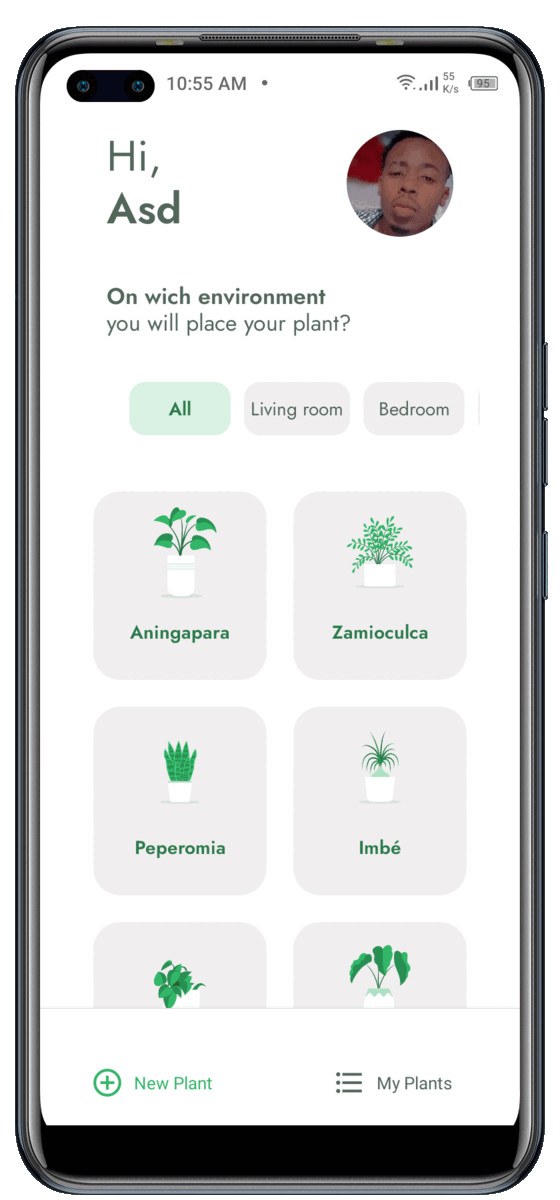 10:55 AM •
55
K/s
95
Hi,
Asd
On wich environment
you will place your plant?
All
Living room
Bedroom
Aningapara
Zamioculca
Peperomia
Imbé
New Plant
My Plants